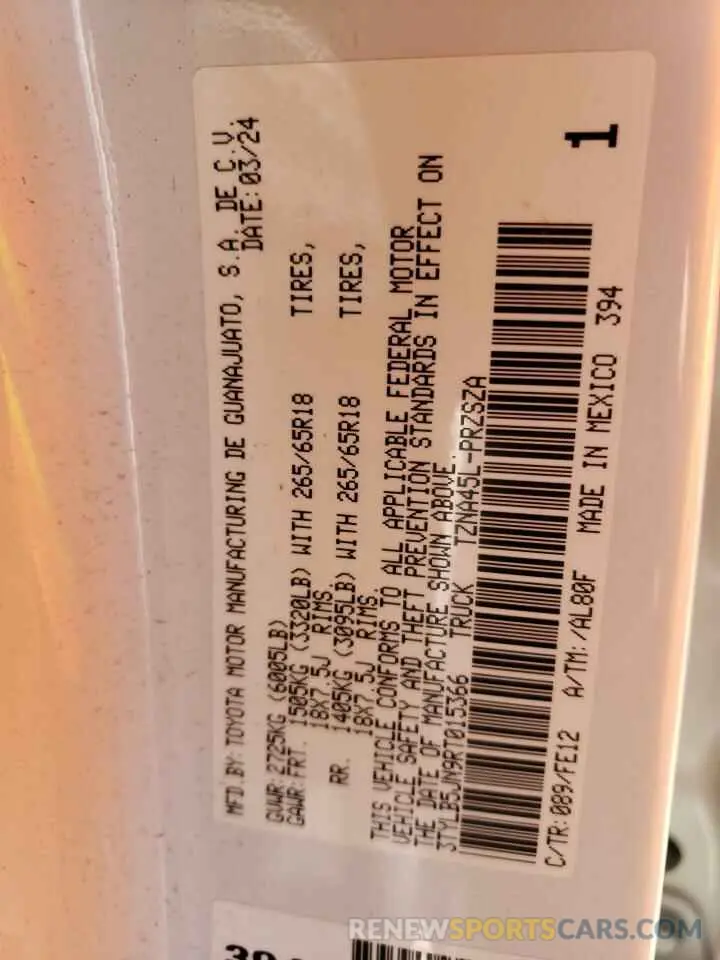 MFD BY: TOYOTA MOTOR MANUFACTURING DE GUANAJUATO, S.A. DE C.V.
DATE: 03/24
GVWR: 2725KG (6005LB)
GAWR: FRT. 1505KG (3320LB) WITH 265/65R18 TIRES,
18X7.5J RIMS.
RR. 1405KG (3095LB) WITH 265/65R18 TIRES,
18X7.5J RIMS.
THIS VEHICLE CONFORMS TO ALL APPLICABLE FEDERAL MOTOR
VEHICLE SAFETY AND THEFT PREVENTION STANDARDS IN EFFECT ON
THE DATE OF MANUFACTURE SHOWN ABOVE.
3TYLB5JN9RT015366 TRUCK TZNA45L-PRZSZA
C/TR: 089/FE12 A/TM: /AL80F MADE IN MEXICO 394
1
RENEWSPORTSCARS.COM